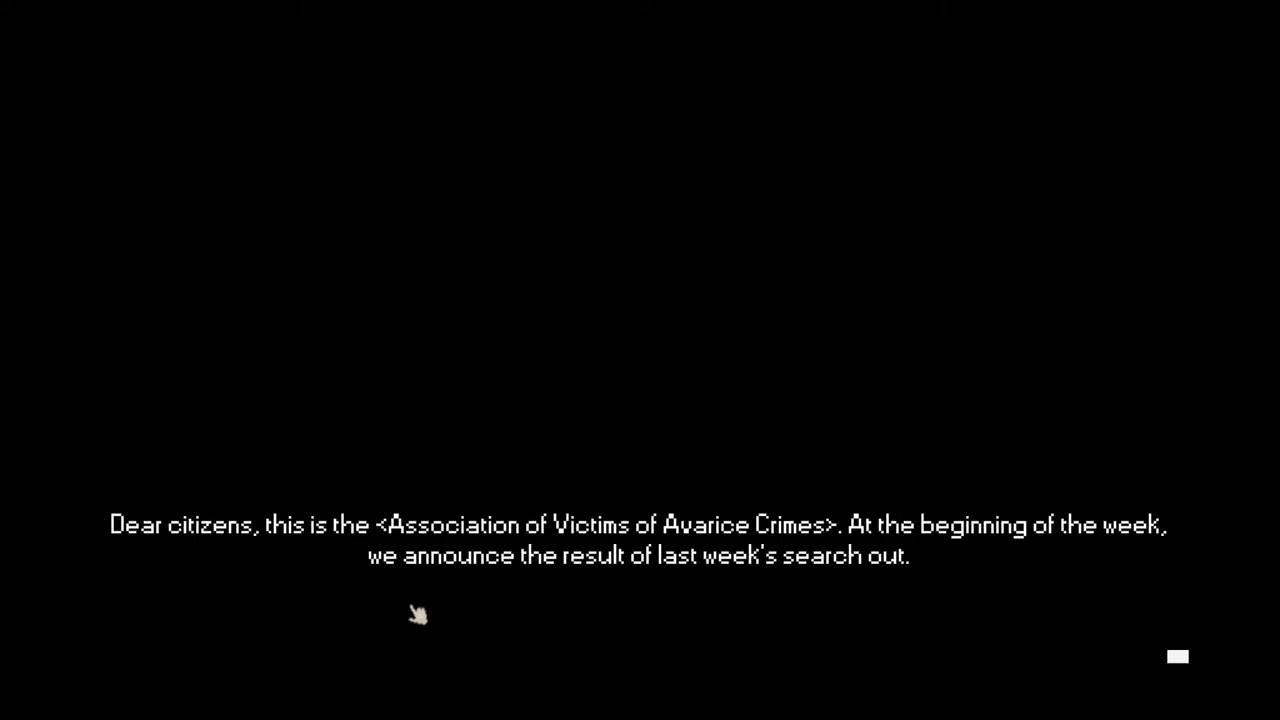 Dear citizens, this is the <Association of Victims of Avarice Crimes>. At the beginning of the week,
we announce the result of last week's search out.